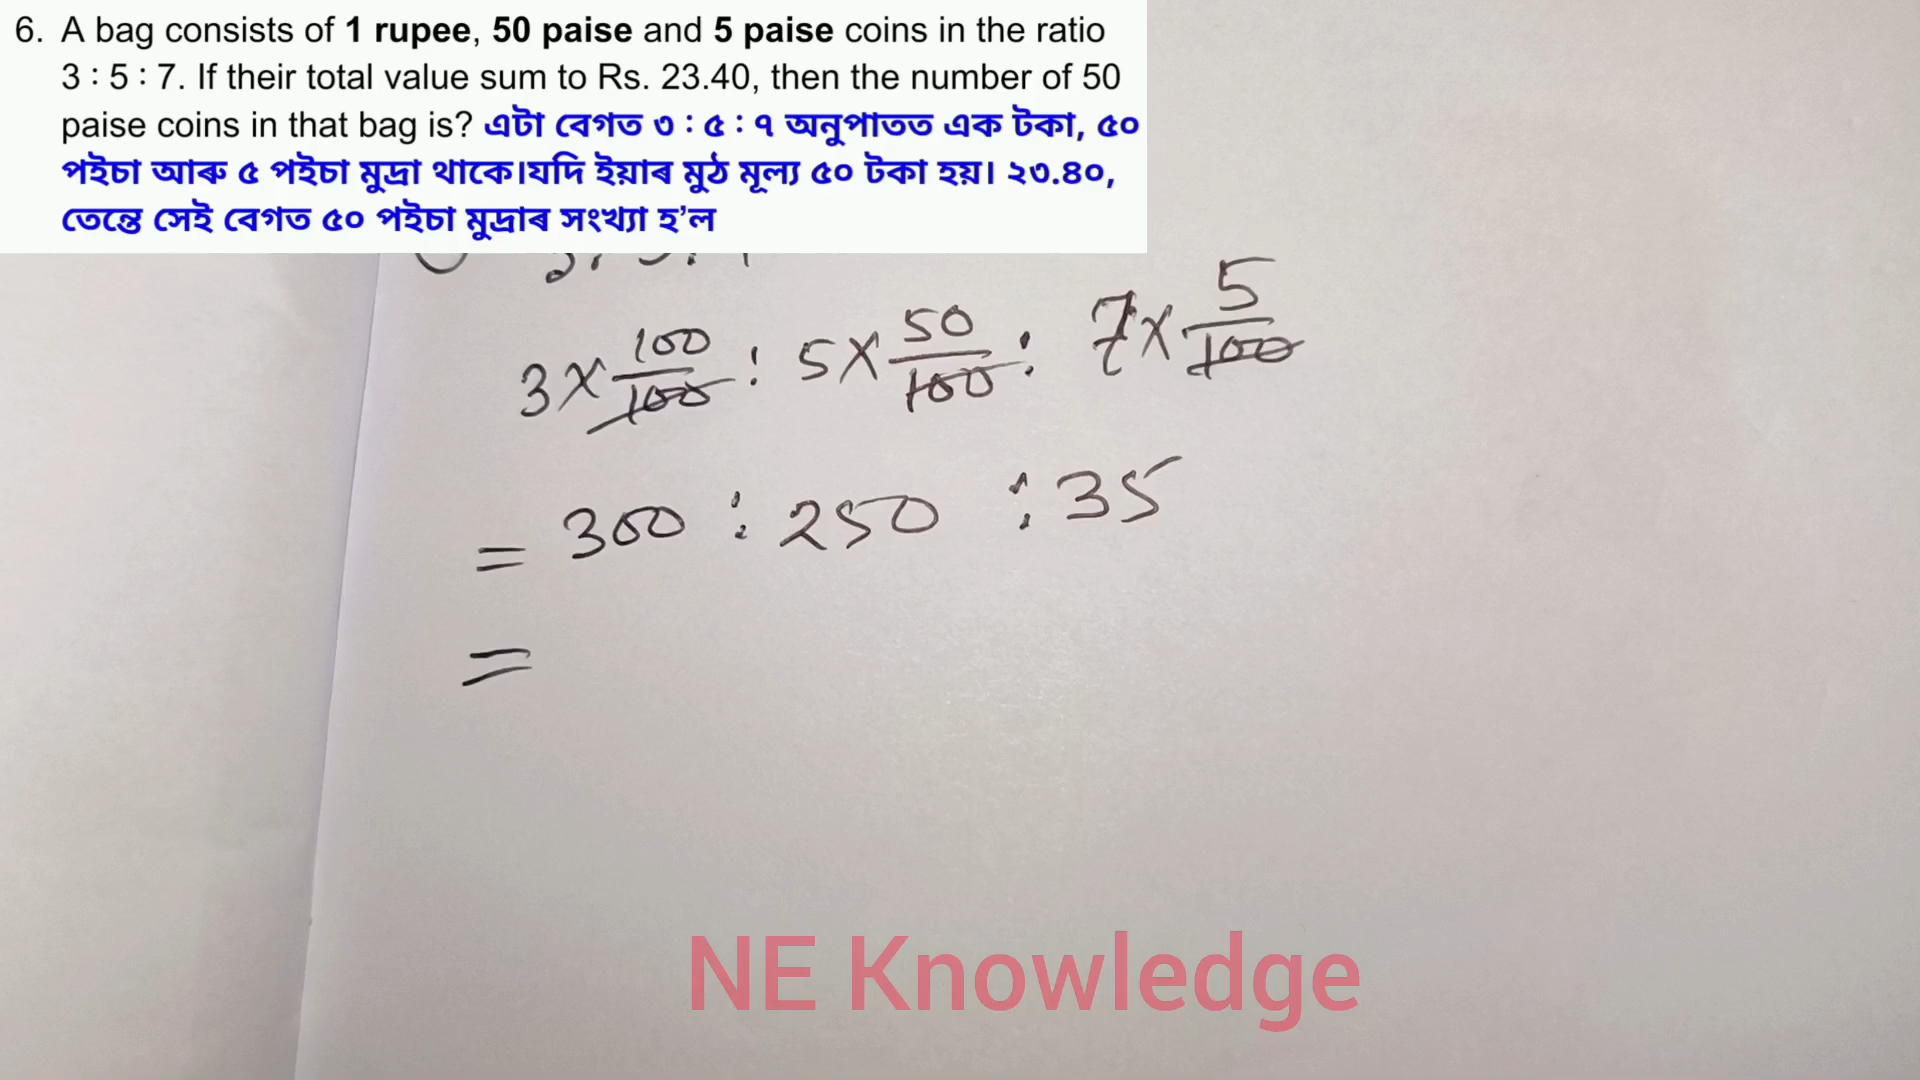 6. A bag consists of 1 rupee, 50 paise and 5 paise coins in the ratio
3 : 5 : 7. If their total value sum to Rs. 23.40, then the number of 50
paise coins in that bag is? এটা বেগত ৩ : ৫ : ৭ অনুপাতত এক টকা, ৫০
পইচা আৰু ৫ পইচা মুদ্ৰা থাকে।যদি ইয়াৰ মুঠ মূল্য ৫০ টকা হয়। ২৩.৪০,
তেন্তে সেই বেগত ৫০ পইচা মুদ্ৰাৰ সংখ্যা হ’ল
3 × 100/100 : 5 × 50/100 : 7 × 5/100
= 300 : 250 : 35
=
NE Knowledge